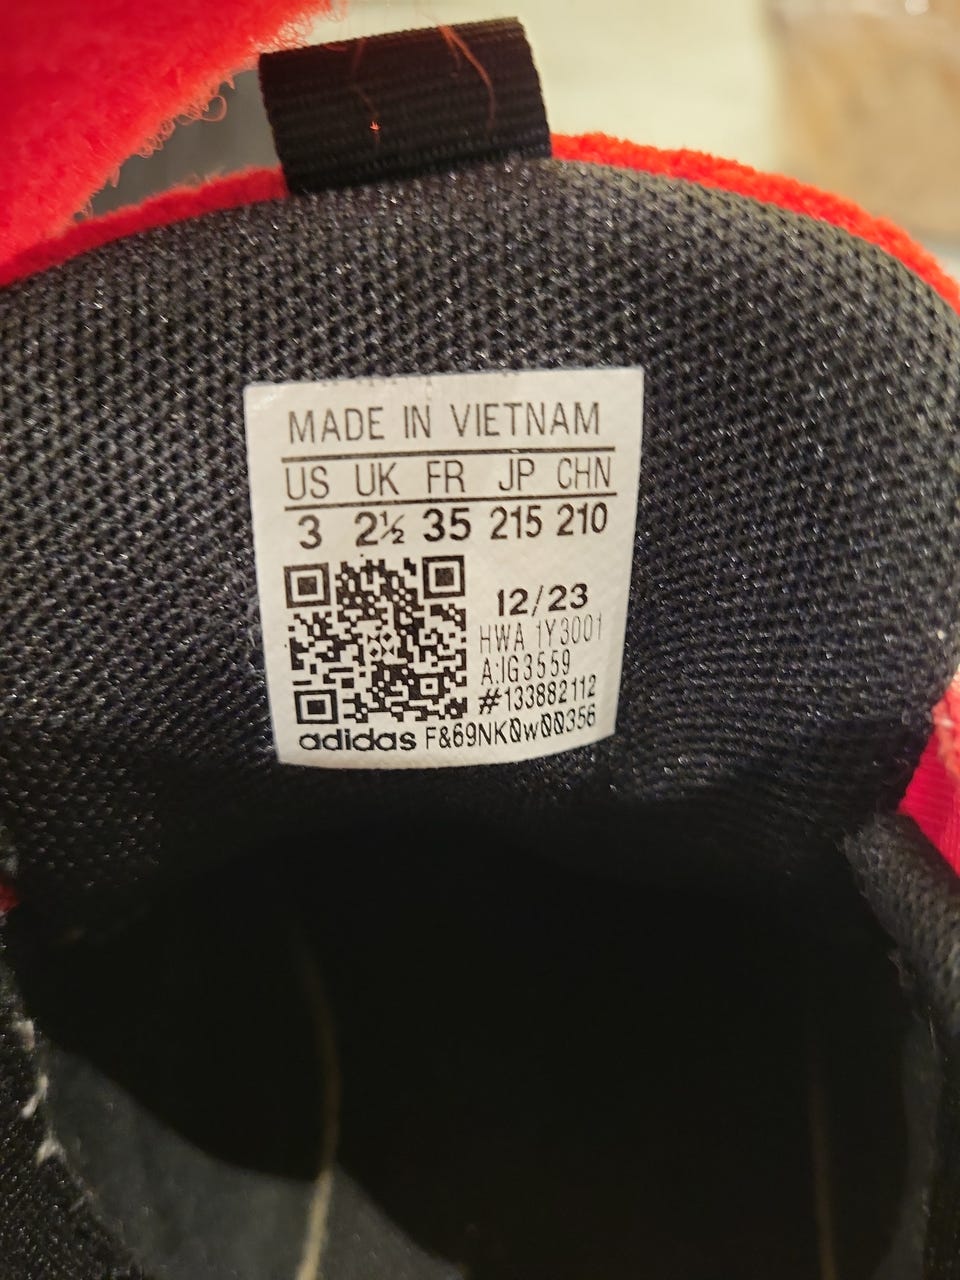 MADE IN VIETNAM
US UK FR JP CHN
3 2½ 35 215 210
12/23
HWA 1Y3001
A:IG3559
#133882112
adidas F&69NK0w00356